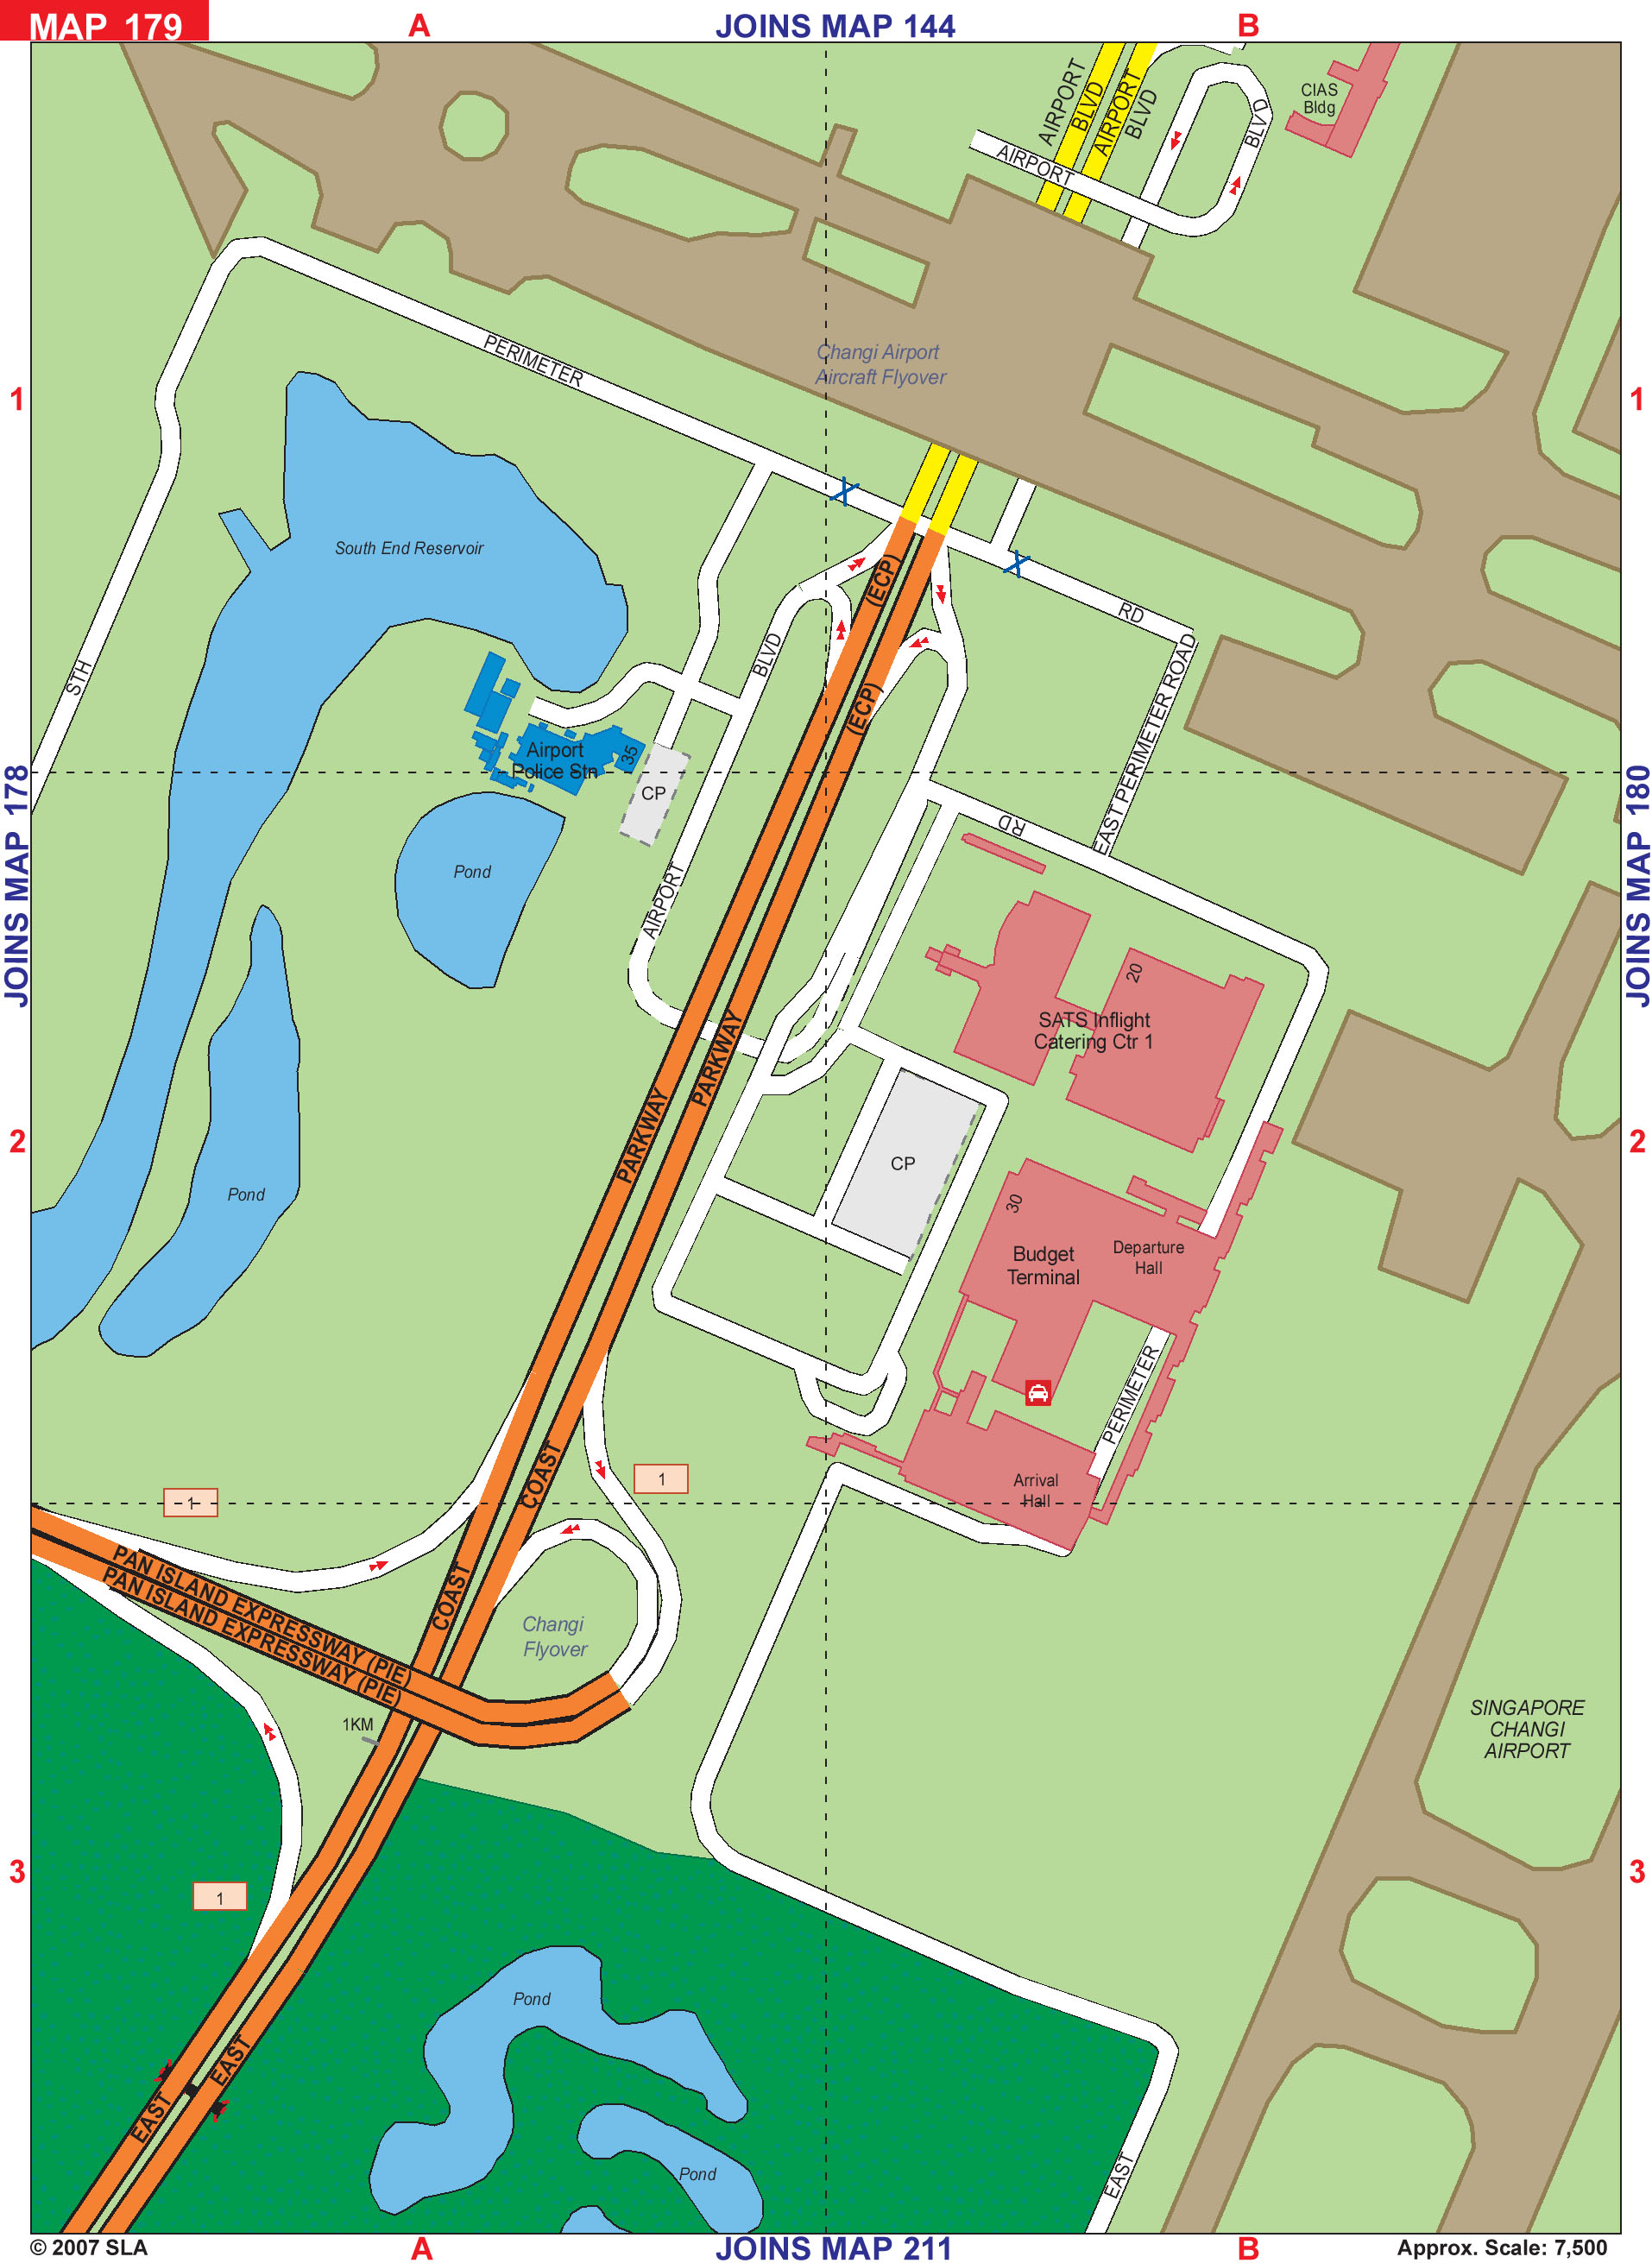 MAP 179
A
JOINS MAP 144
B
AIRPORT
BLVD
AIRPORT
BLVD
AIRPORT
BLVD
CIAS
Bldg
Changi Airport
Aircraft Flyover
PERIMETER
1
1
South End Reservoir
(ECP)
RD
STH
BLVD
(ECP)
EAST PERIMETER ROAD
Airport
Police Stn
35
CP
JOINS MAP 178
JOINS MAP 180
RD
Pond
AIRPORT
20
SATS Inflight
Catering Ctr 1
PARKWAY
PARKWAY
2
2
CP
Pond
30
Budget
Terminal
Departure
Hall
PERIMETER
COAST
1
1
Arrival
Hall
PAN ISLAND EXPRESSWAY (PIE)
PAN ISLAND EXPRESSWAY (PIE)
COAST
Changi
Flyover
1KM
SINGAPORE
CHANGI
AIRPORT
3
3
1
Pond
EAST
EAST
Pond
EAST
© 2007 SLA
A
JOINS MAP 211
B
Approx. Scale: 7,500